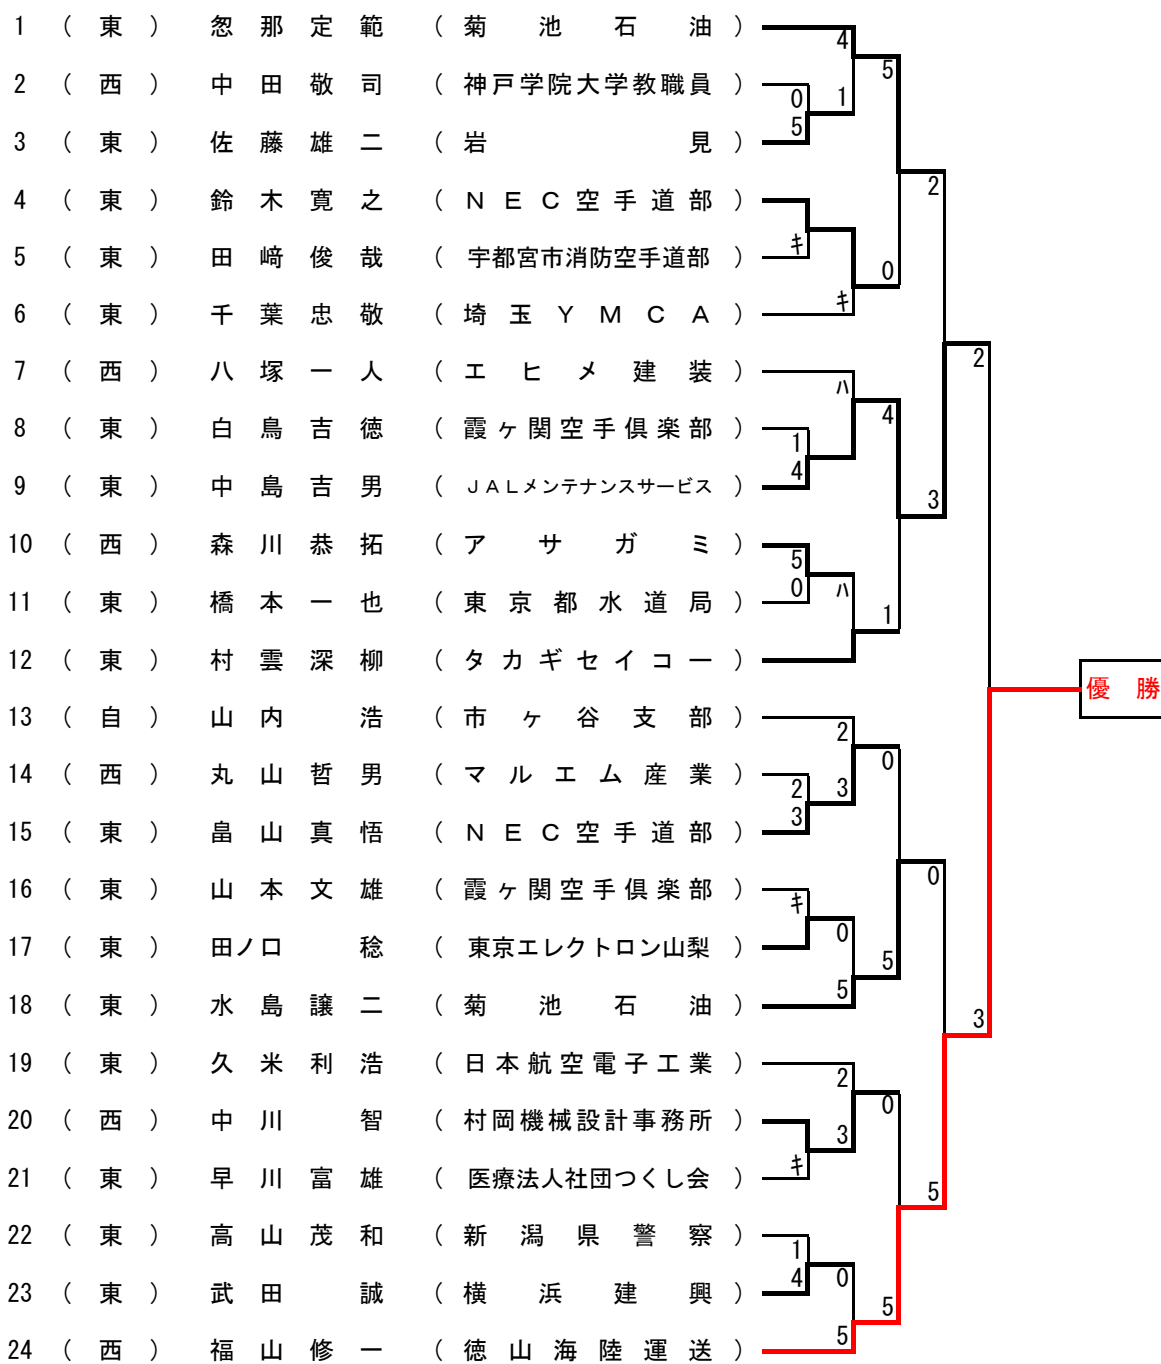 1 （ 東 ） 忽那定範 （ 菊池石油 ） 4
5
2 （ 西 ） 中田敬司 （ 神戸学院大学教職員 ） 0 1
3 （ 東 ） 佐藤雄二 （ 岩見 ） 5
2
4 （ 東 ） 鈴木寛之 （ ＮＥＣ空手道部 ）
5 （ 東 ） 田﨑俊哉 （ 宇都宮市消防空手道部 ） ｷ 0
6 （ 東 ） 千葉忠敬 （ 埼玉ＹＭＣＡ ） ｷ
2
7 （ 西 ） 八塚一人 （ エヒメ建装 ） ﾊ
4
8 （ 東 ） 白鳥吉徳 （ 霞ヶ関空手倶楽部 ） 1
9 （ 東 ） 中島吉男 （ ＪＡＬメンテナンスサービス ） 4
3
10 （ 西 ） 森川恭拓 （ アサガミ ） 5
11 （ 東 ） 橋本一也 （ 東京都水道局 ） 0 ﾊ 1
12 （ 東 ） 村雲深柳 （ タカギセイコー ）
優勝
13 （ 自 ） 山内浩 （ 市ヶ谷支部 ） 2
0
14 （ 西 ） 丸山哲男 （ マルエム産業 ） 2 3
15 （ 東 ） 畠山真悟 （ ＮＥＣ空手道部 ） 3
0
16 （ 東 ） 山本文雄 （ 霞ヶ関空手倶楽部 ） ｷ
17 （ 東 ） 田ノ口稔 （ 東京エレクトロン山梨 ） 0 5
18 （ 東 ） 水島譲二 （ 菊池石油 ） 5
3
19 （ 東 ） 久米利浩 （ 日本航空電子工業 ） 2
0
20 （ 西 ） 中川智 （ 村岡機械設計事務所 ） 3
21 （ 東 ） 早川富雄 （ 医療法人社団つくし会 ） ｷ
5
22 （ 東 ） 高山茂和 （ 新潟県警察 ） 1
23 （ 東 ） 武田誠 （ 横浜建興 ） 4 0 5
24 （ 西 ） 福山修一 （ 徳山海陸運送 ） 5